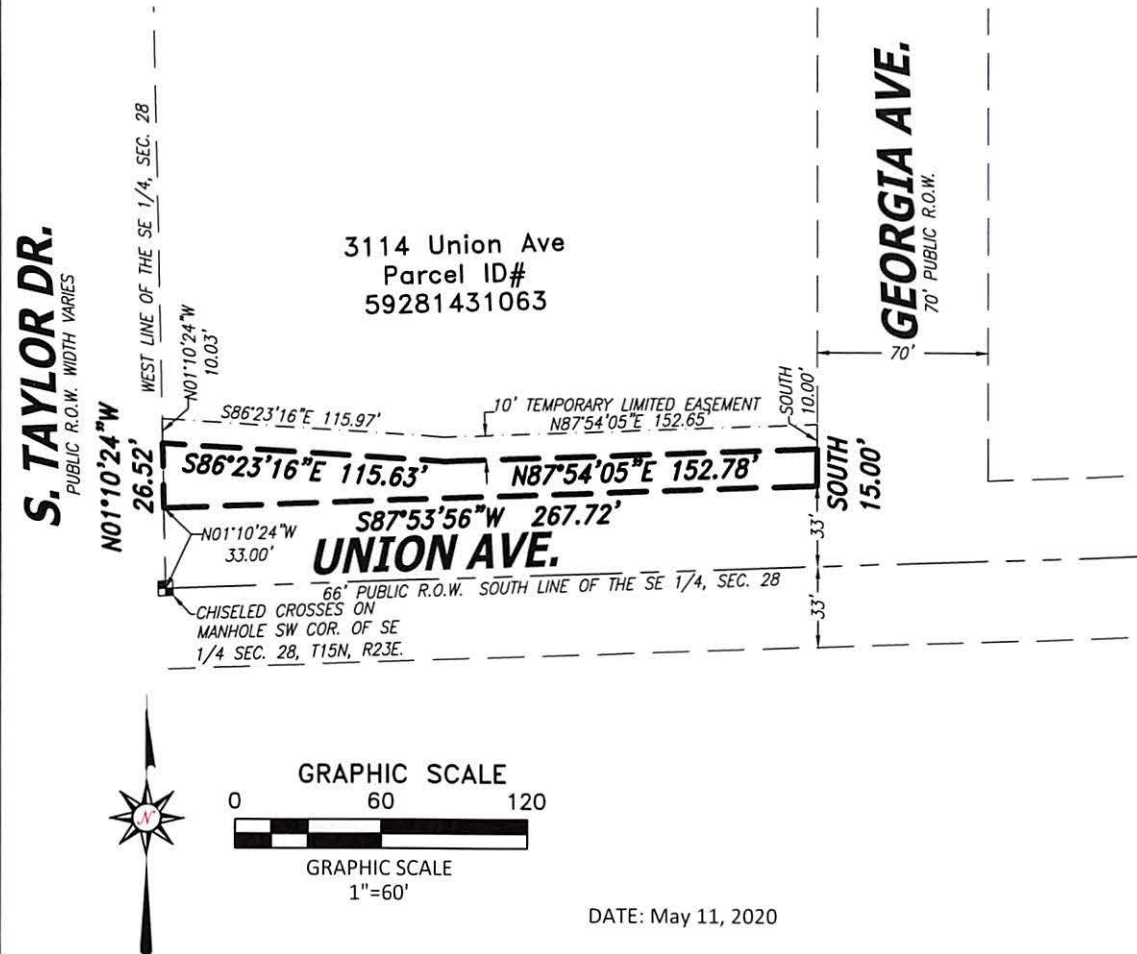 S. TAYLOR DR.
PUBLIC R.O.W. WIDTH VARIES
WEST LINE OF THE SE 1/4, SEC. 28
GEORGIA AVE.
70' PUBLIC R.O.W.
70'
3114 Union Ave
Parcel ID#
59281431063
N01°10'24"W
10.03'
N01°10'24"W
26.52'
S86°23'16"E 115.97'
10' TEMPORARY LIMITED EASEMENT
N87°54'05"E 152.65'
SOUTH
10.00'
S86°23'16"E 115.63'
N87°54'05"E 152.78'
SOUTH
15.00'
S87°53'56"W 267.72'
N01°10'24"W
33.00'
UNION AVE.
33'
66' PUBLIC R.O.W. SOUTH LINE OF THE SE 1/4, SEC. 28
33'
CHISELED CROSSES ON
MANHOLE SW COR. OF SE
1/4 SEC. 28, T15N, R23E.
N
GRAPHIC SCALE
0 60 120
GRAPHIC SCALE
1"=60'
DATE: May 11, 2020